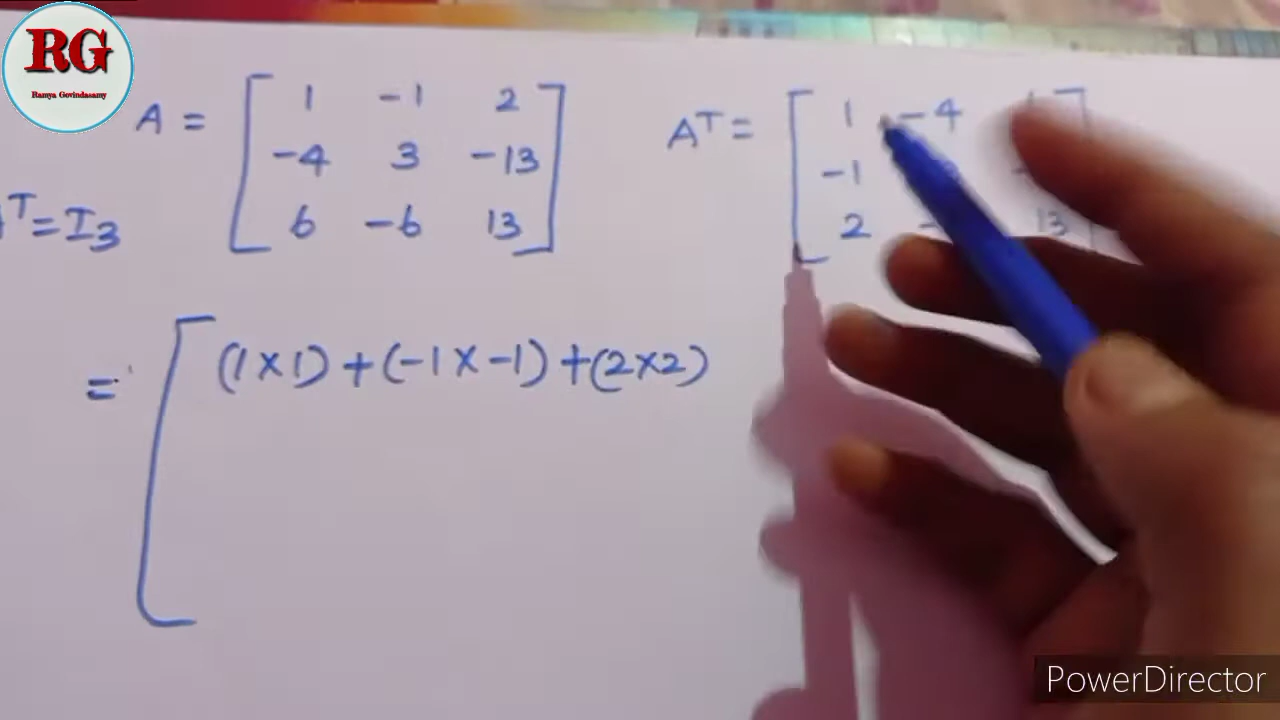 RG
Ramya Govindasamy
A = [ 1 -1 2
-4 3 -13
6 -6 13 ]
Aᵀ = [ 1 -4
-1
2 - 13 ]
ᵀ = I₃
= [ (1×1) + (-1×-1) + (2×2)
PowerDirector